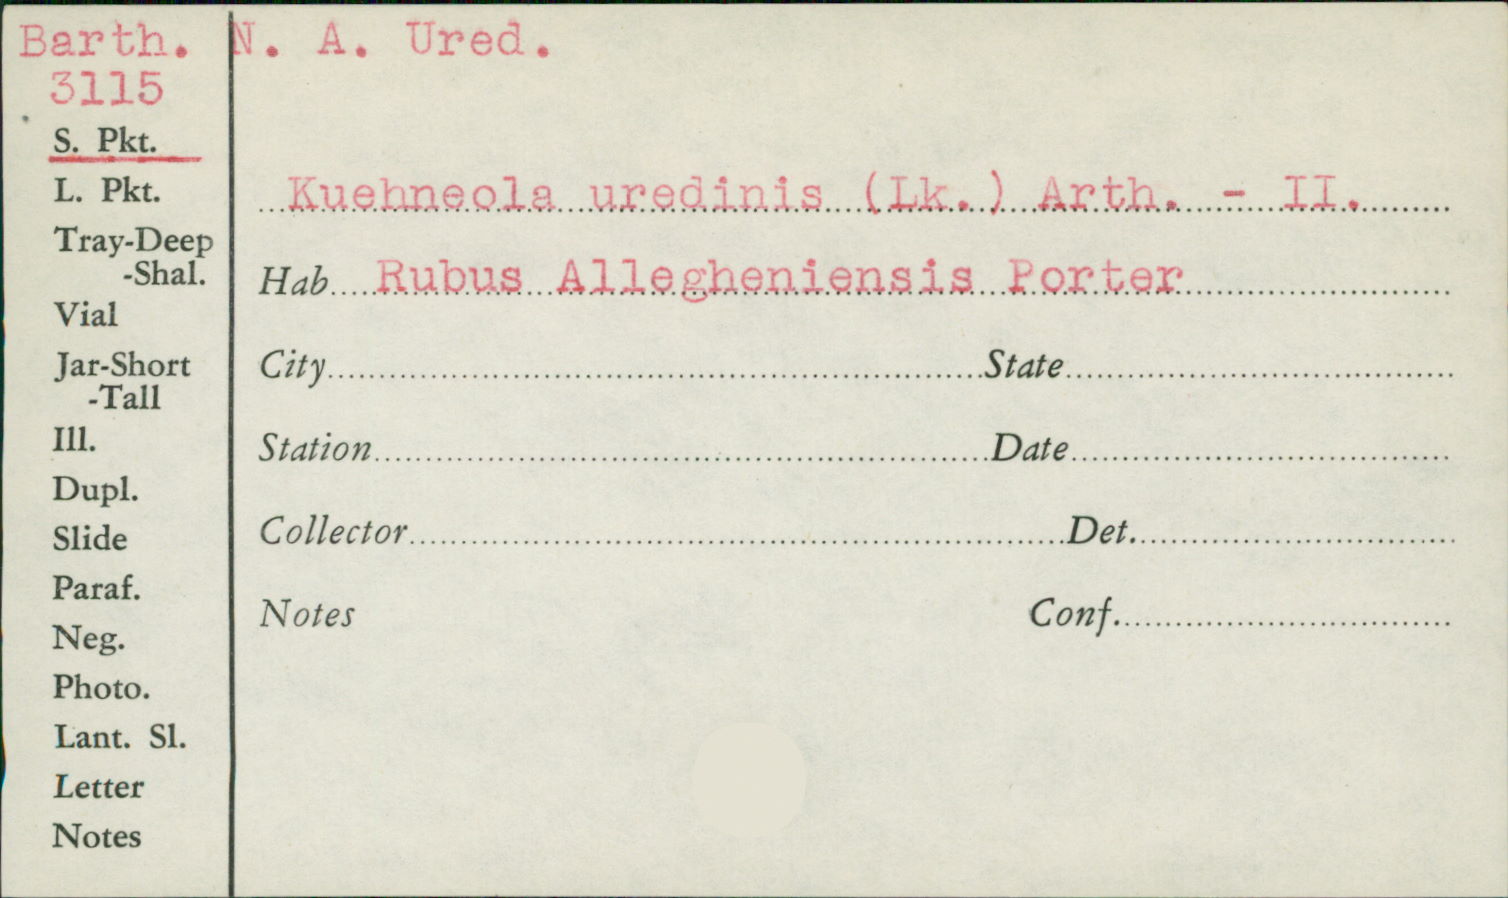 Barth. N. A. Ured.
3115
S. Pkt.
L. Pkt.
Tray-Deep
-Shal.
Vial
Jar-Short
-Tall
Ill.
Dupl.
Slide
Paraf.
Neg.
Photo.
Lant. Sl.
Letter
Notes
Kuehneola uredinis (Lk.) Arth. - II.
Hab. Rubus Allegheniensis Porter
City State
Station Date
Collector Det.
Notes Conf.